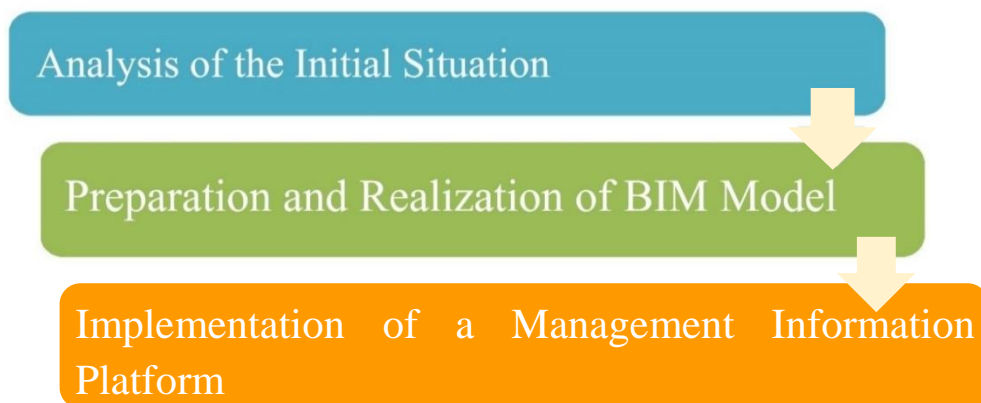 Analysis of the Initial Situation
Preparation and Realization of BIM Model
Implementation of a Management Information
Platform